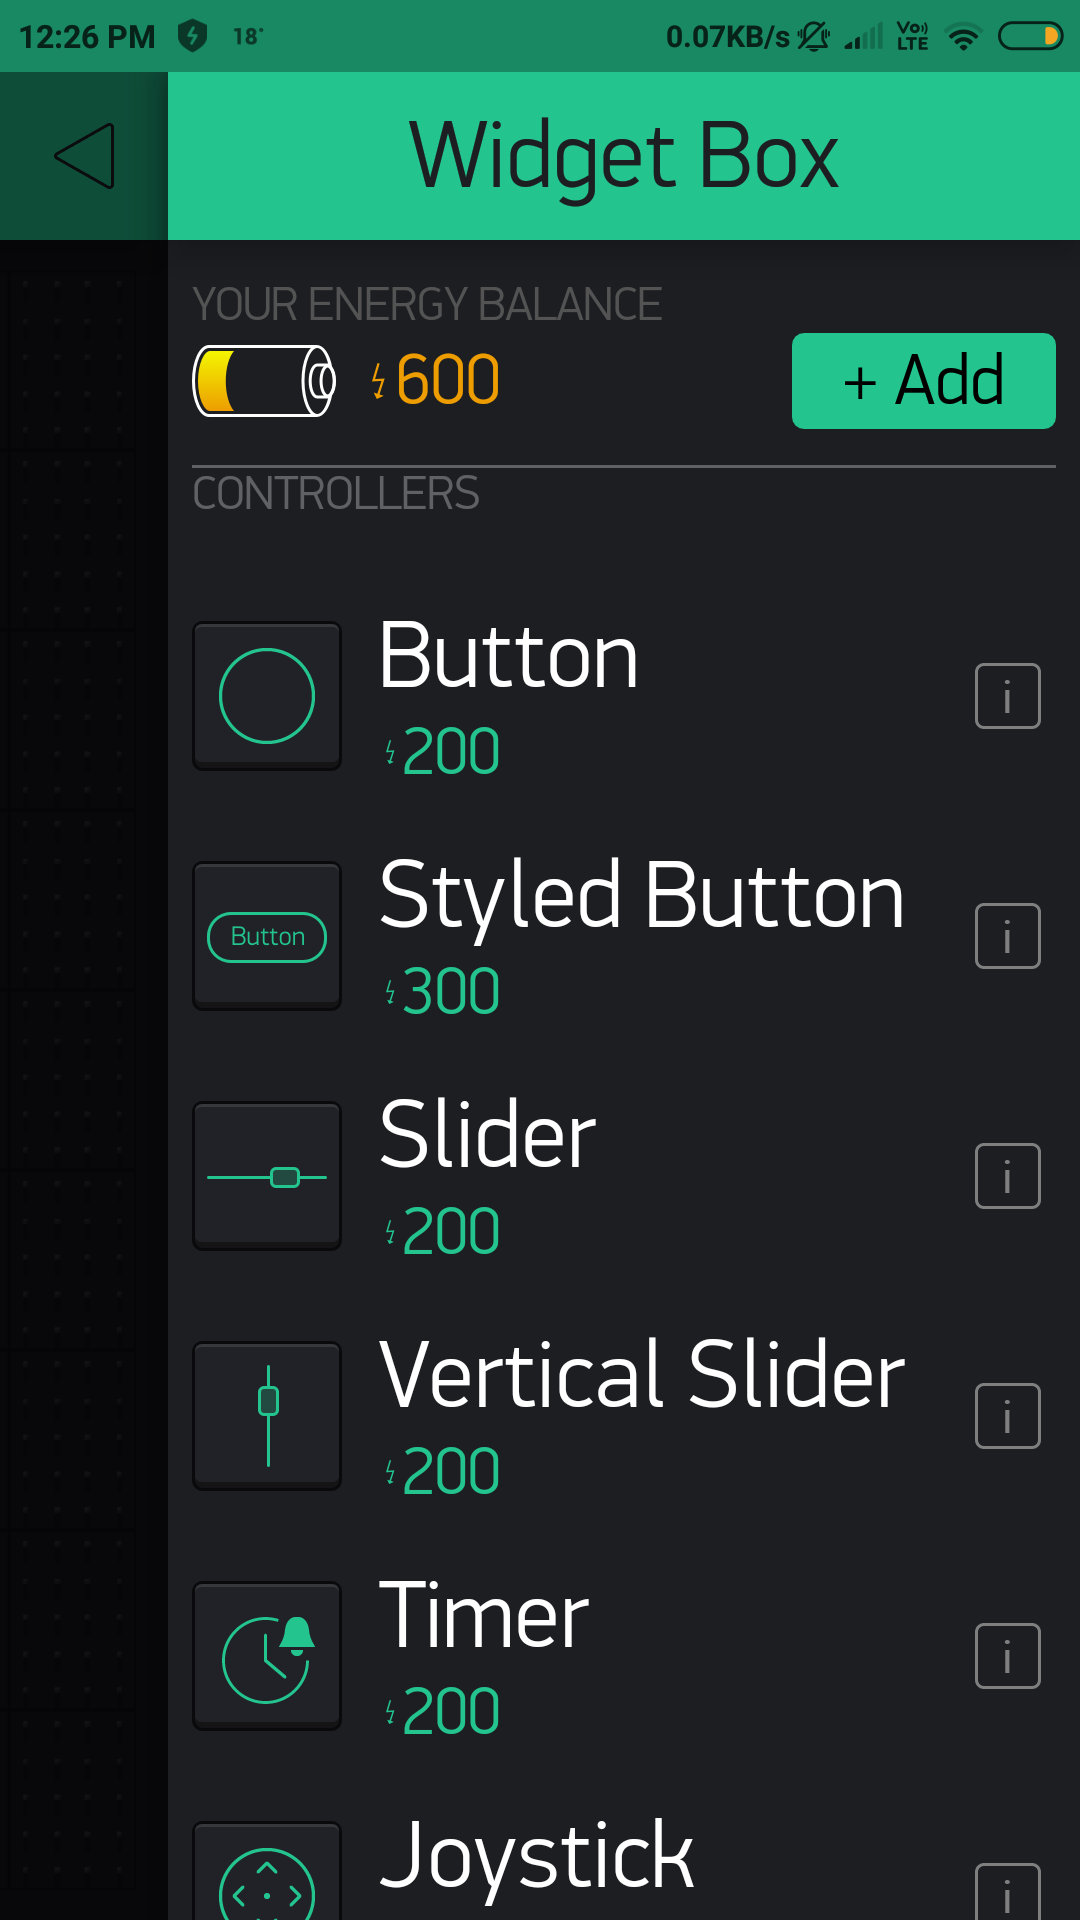 12:26 PM 18° 0.07KB/s Vo) LTE
Widget Box
YOUR ENERGY BALANCE
600 + Add
CONTROLLERS
Button
200
i
Styled Button
Button
300
i
Slider
200
i
Vertical Slider
200
i
Timer
200
i
Joystick
i